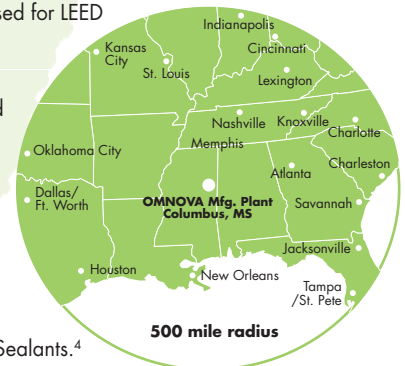 sed for LEED
Indianapolis
Kansas
City
Cincinnati
St. Louis
Lexington
d
Nashville
Knoxville
Charlotte
Memphis
Oklahoma City
Charleston
Atlanta
Dallas/
Ft. Worth
OMNOVA Mfg. Plant
Columbus, MS
Savannah
Jacksonville
Houston
New Orleans
Tampa
/St. Pete
500 mile radius
Sealants.⁴